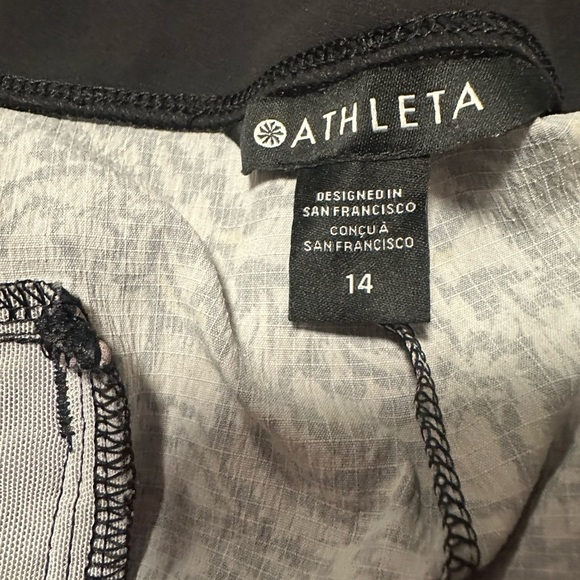 ATHLETA
DESIGNED IN
SAN FRANCISCO
CONÇU À
SAN FRANCISCO
14